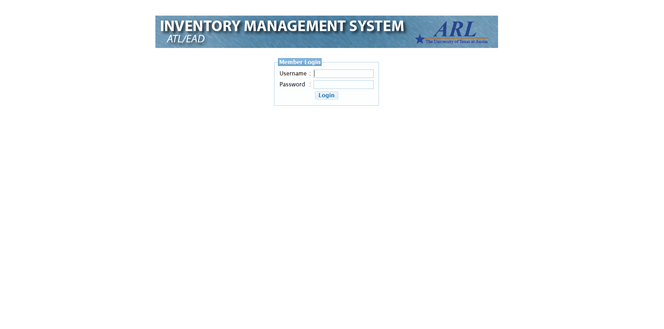 INVENTORY MANAGEMENT SYSTEM
ATL/EAD
ARL
The University of Texas at Austin
Member Login
Username :
Password :
Login